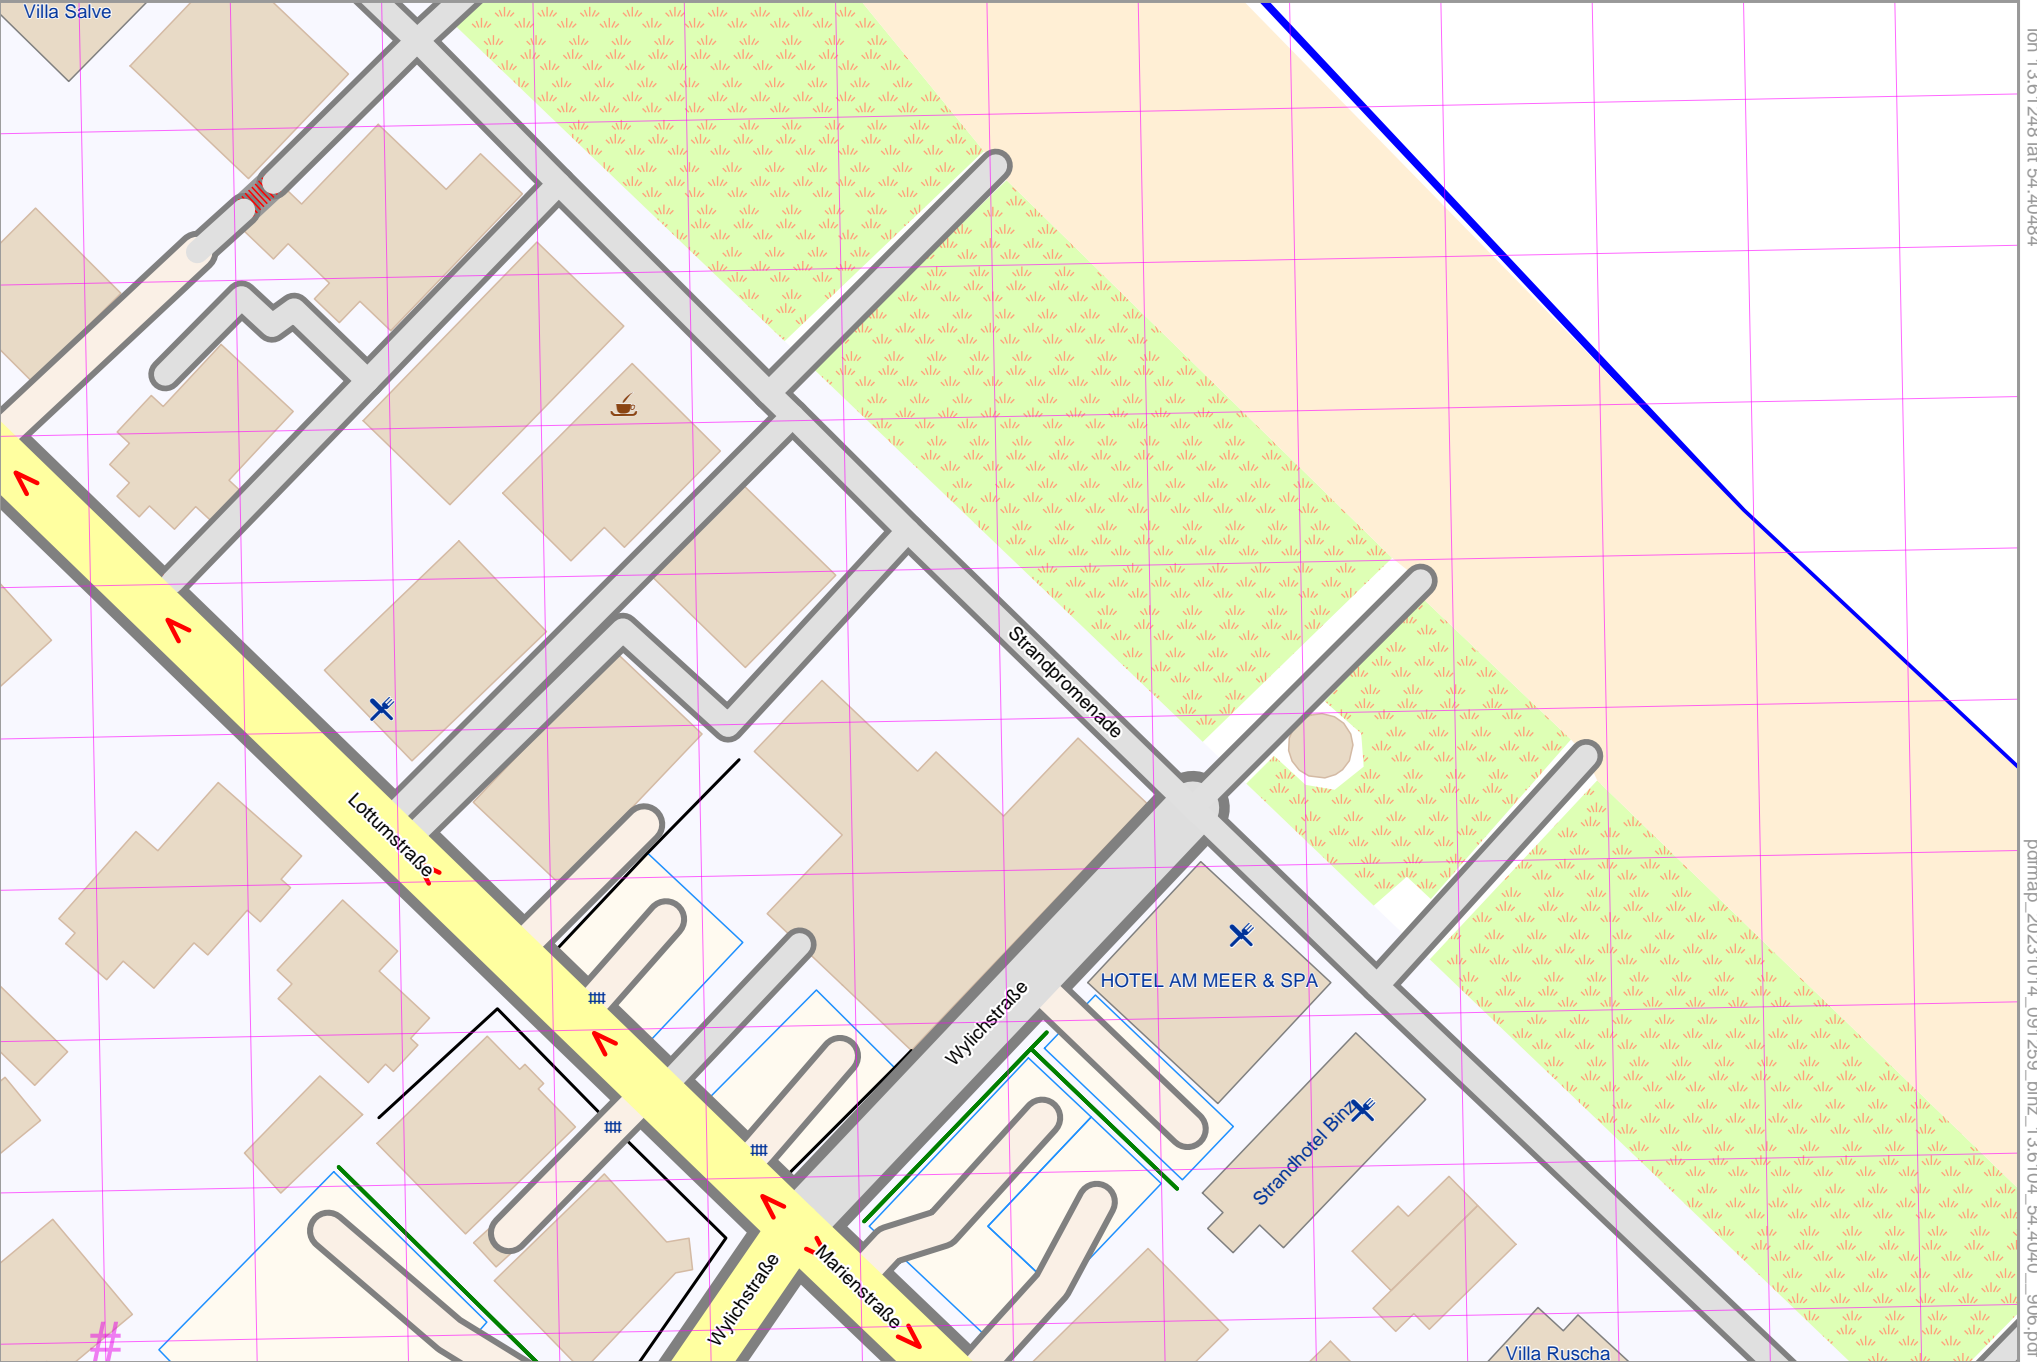 Villa Salve
Strandpromenade
Lottumstraße
HOTEL AM MEER & SPA
Wylichstraße
Strandhotel Binz
Wylichstraße
Marienstraße
Villa Ruscha
#